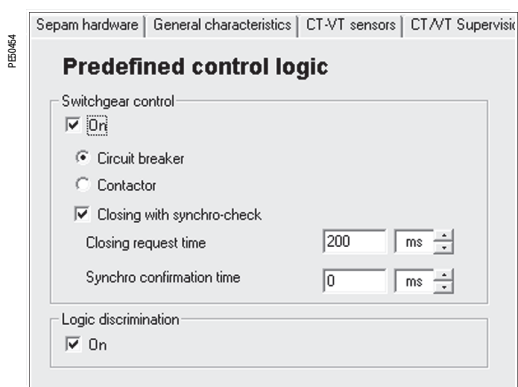 Sepam hardware General characteristics CT-VT sensors CT/VT Supervisio
PE50454
Predefined control logic
Switchgear control
On
Circuit breaker
Contactor
Closing with synchro-check
Closing request time 200 ms
Synchro confirmation time 0 ms
Logic discrimination
On